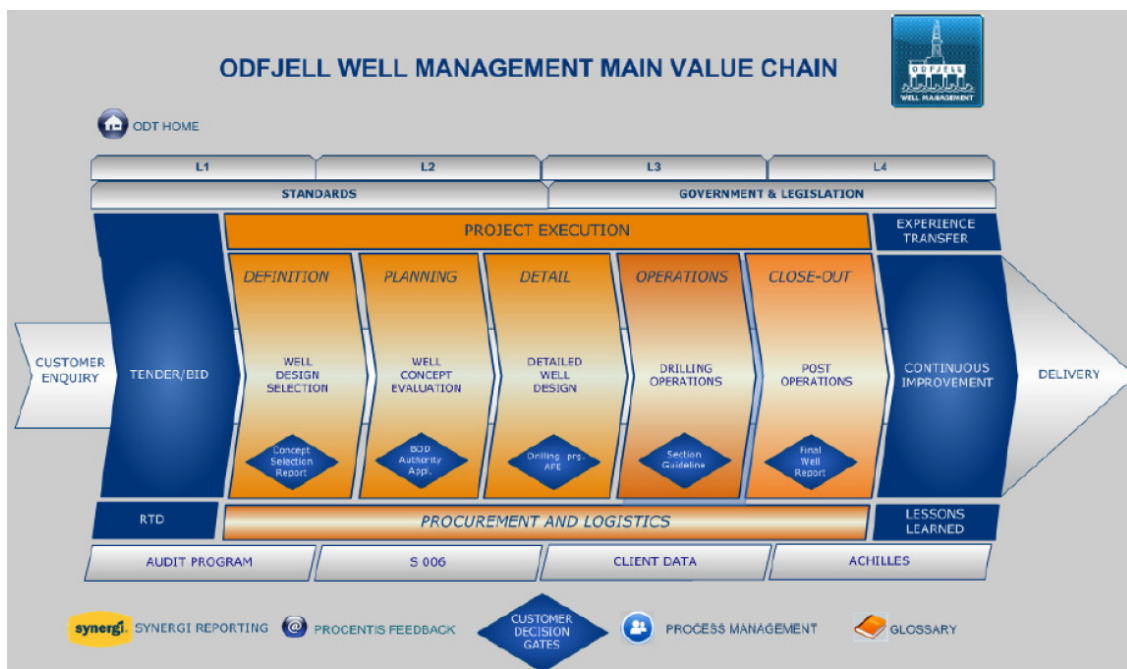 ODFJELL WELL MANAGEMENT MAIN VALUE CHAIN
ODFJELL
WELL MANAGEMENT
ODT HOME
L1
L2
L3
L4
STANDARDS
GOVERNMENT & LEGISLATION
PROJECT EXECUTION
EXPERIENCE
TRANSFER
CUSTOMER
ENQUIRY
TENDER/BID
DEFINITION
WELL
DESIGN
SELECTION
Concept
Selection
Report
PLANNING
WELL
CONCEPT
EVALUATION
BOD
Authority
Appl.
DETAIL
DETAILED
WELL
DESIGN
Drilling prg.
AFE
OPERATIONS
DRILLING
OPERATIONS
Section
Guideline
CLOSE-OUT
POST
OPERATIONS
Final
Well
Report
CONTINUOUS
IMPROVEMENT
DELIVERY
RTD
PROCUREMENT AND LOGISTICS
LESSONS
LEARNED
AUDIT PROGRAM
S 006
CLIENT DATA
ACHILLES
synergi.
SYNERGI REPORTING
@
PROCENTIS FEEDBACK
CUSTOMER
DECISION
GATES
PROCESS MANAGEMENT
GLOSSARY